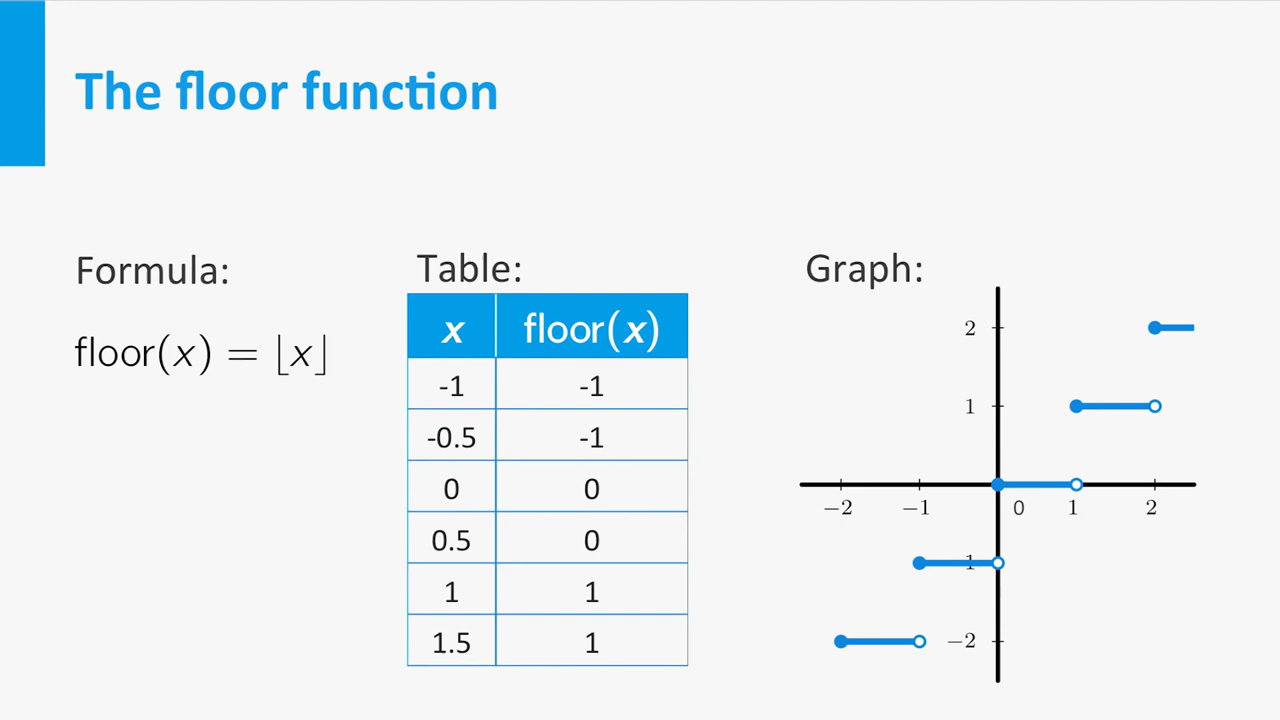 The floor function
Formula:
floor(x) = ⌊x⌋
Table:
x floor(x)
-1 -1
-0.5 -1
0 0
0.5 0
1 1
1.5 1
Graph:
2
1
−2 −1 0 1 2
−1
−2